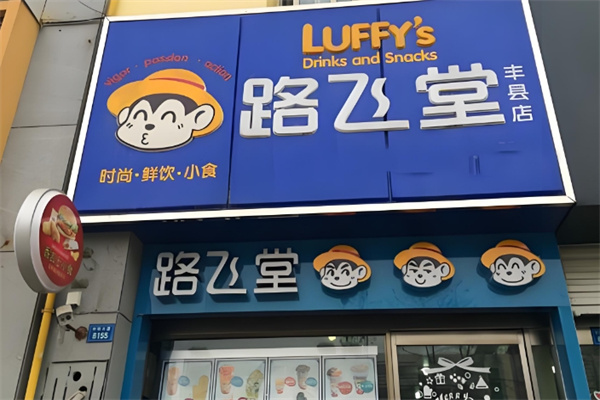 LUFFY's
Drinks and Snacks
路飞堂
丰县店
vigor · passion · action
时尚·鲜饮·小食
路飞堂
8155
MERRY